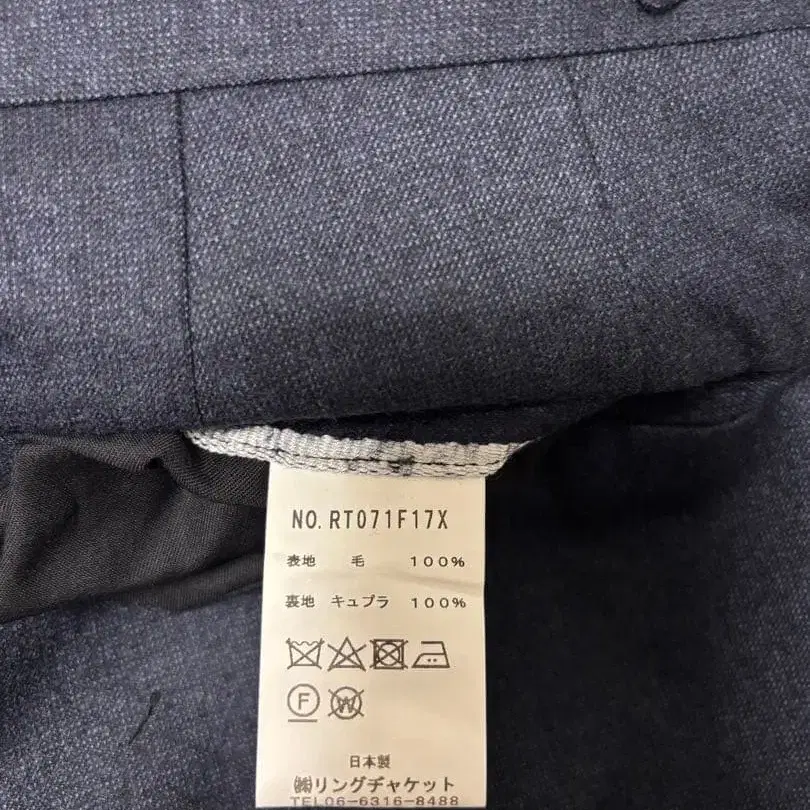 NO. RT071F17X
表地 毛 100%
裏地 キュプラ 100%
F W
日本製
㈱リングヂャケット
TEL06-6316-8488